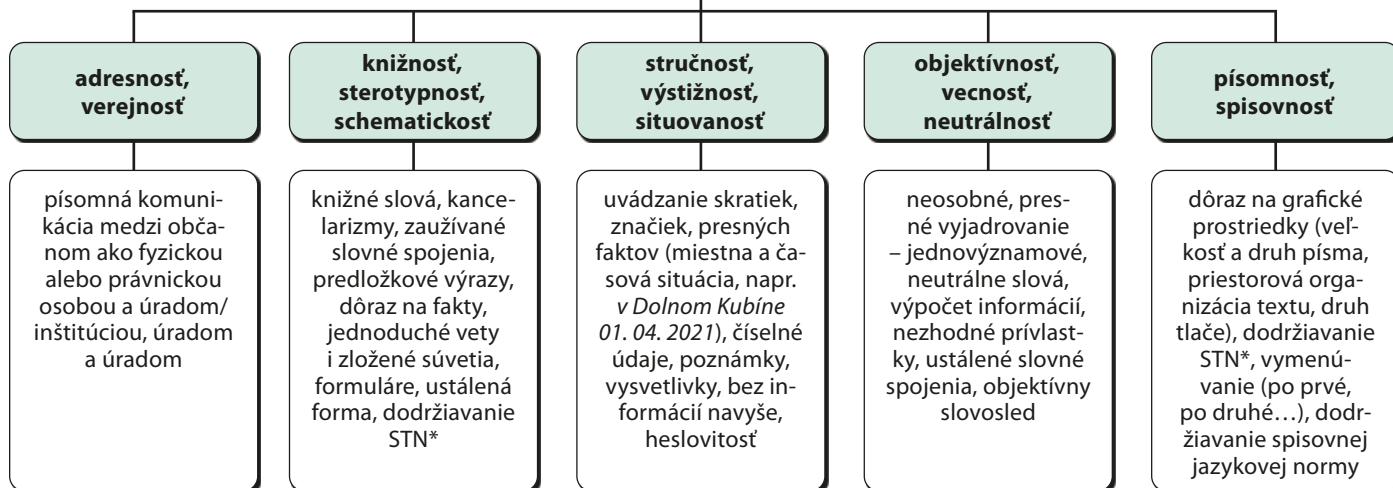 adresnosť,
verejnosť
písomná komuni-
kácia medzi obča-
nom ako fyzickou
alebo právnickou
osobou a úradom/
inštitúciou, úradom
a úradom
knižnosť,
sterotypnosť,
schematickosť
knižné slová, kance-
larizmy, zaužívané
slovné spojenia,
predložkové výrazy,
dôraz na fakty,
jednoduché vety
i zložené súvetia,
formuláre, ustálená
forma, dodržiavanie
STN*
stručnosť,
výstižnosť,
situovanosť
uvádzanie skratiek,
značiek, presných
faktov (miestna a ča-
sová situácia, napr.
v Dolnom Kubíne
01. 04. 2021), číselné
údaje, poznámky,
vysvetlivky, bez in-
formácií navyše,
heslovitosť
objektívnosť,
vecnosť,
neutrálnosť
neosobné, pres-
né vyjadrovanie
– jednovýznamové,
neutrálne slová,
výpočet informácií,
nezhodné prívlast-
ky, ustálené slovné
spojenia, objektívny
slovosled
písomnosť,
spisovnosť
dôraz na grafické
prostriedky (veľ-
kosť a druh písma,
priestorová orga-
nizácia textu, druh
tlače), dodržiavanie
STN*, vymenú-
vanie (po prvé,
po druhé…), dodr-
žiavanie spisovnej
jazykovej normy